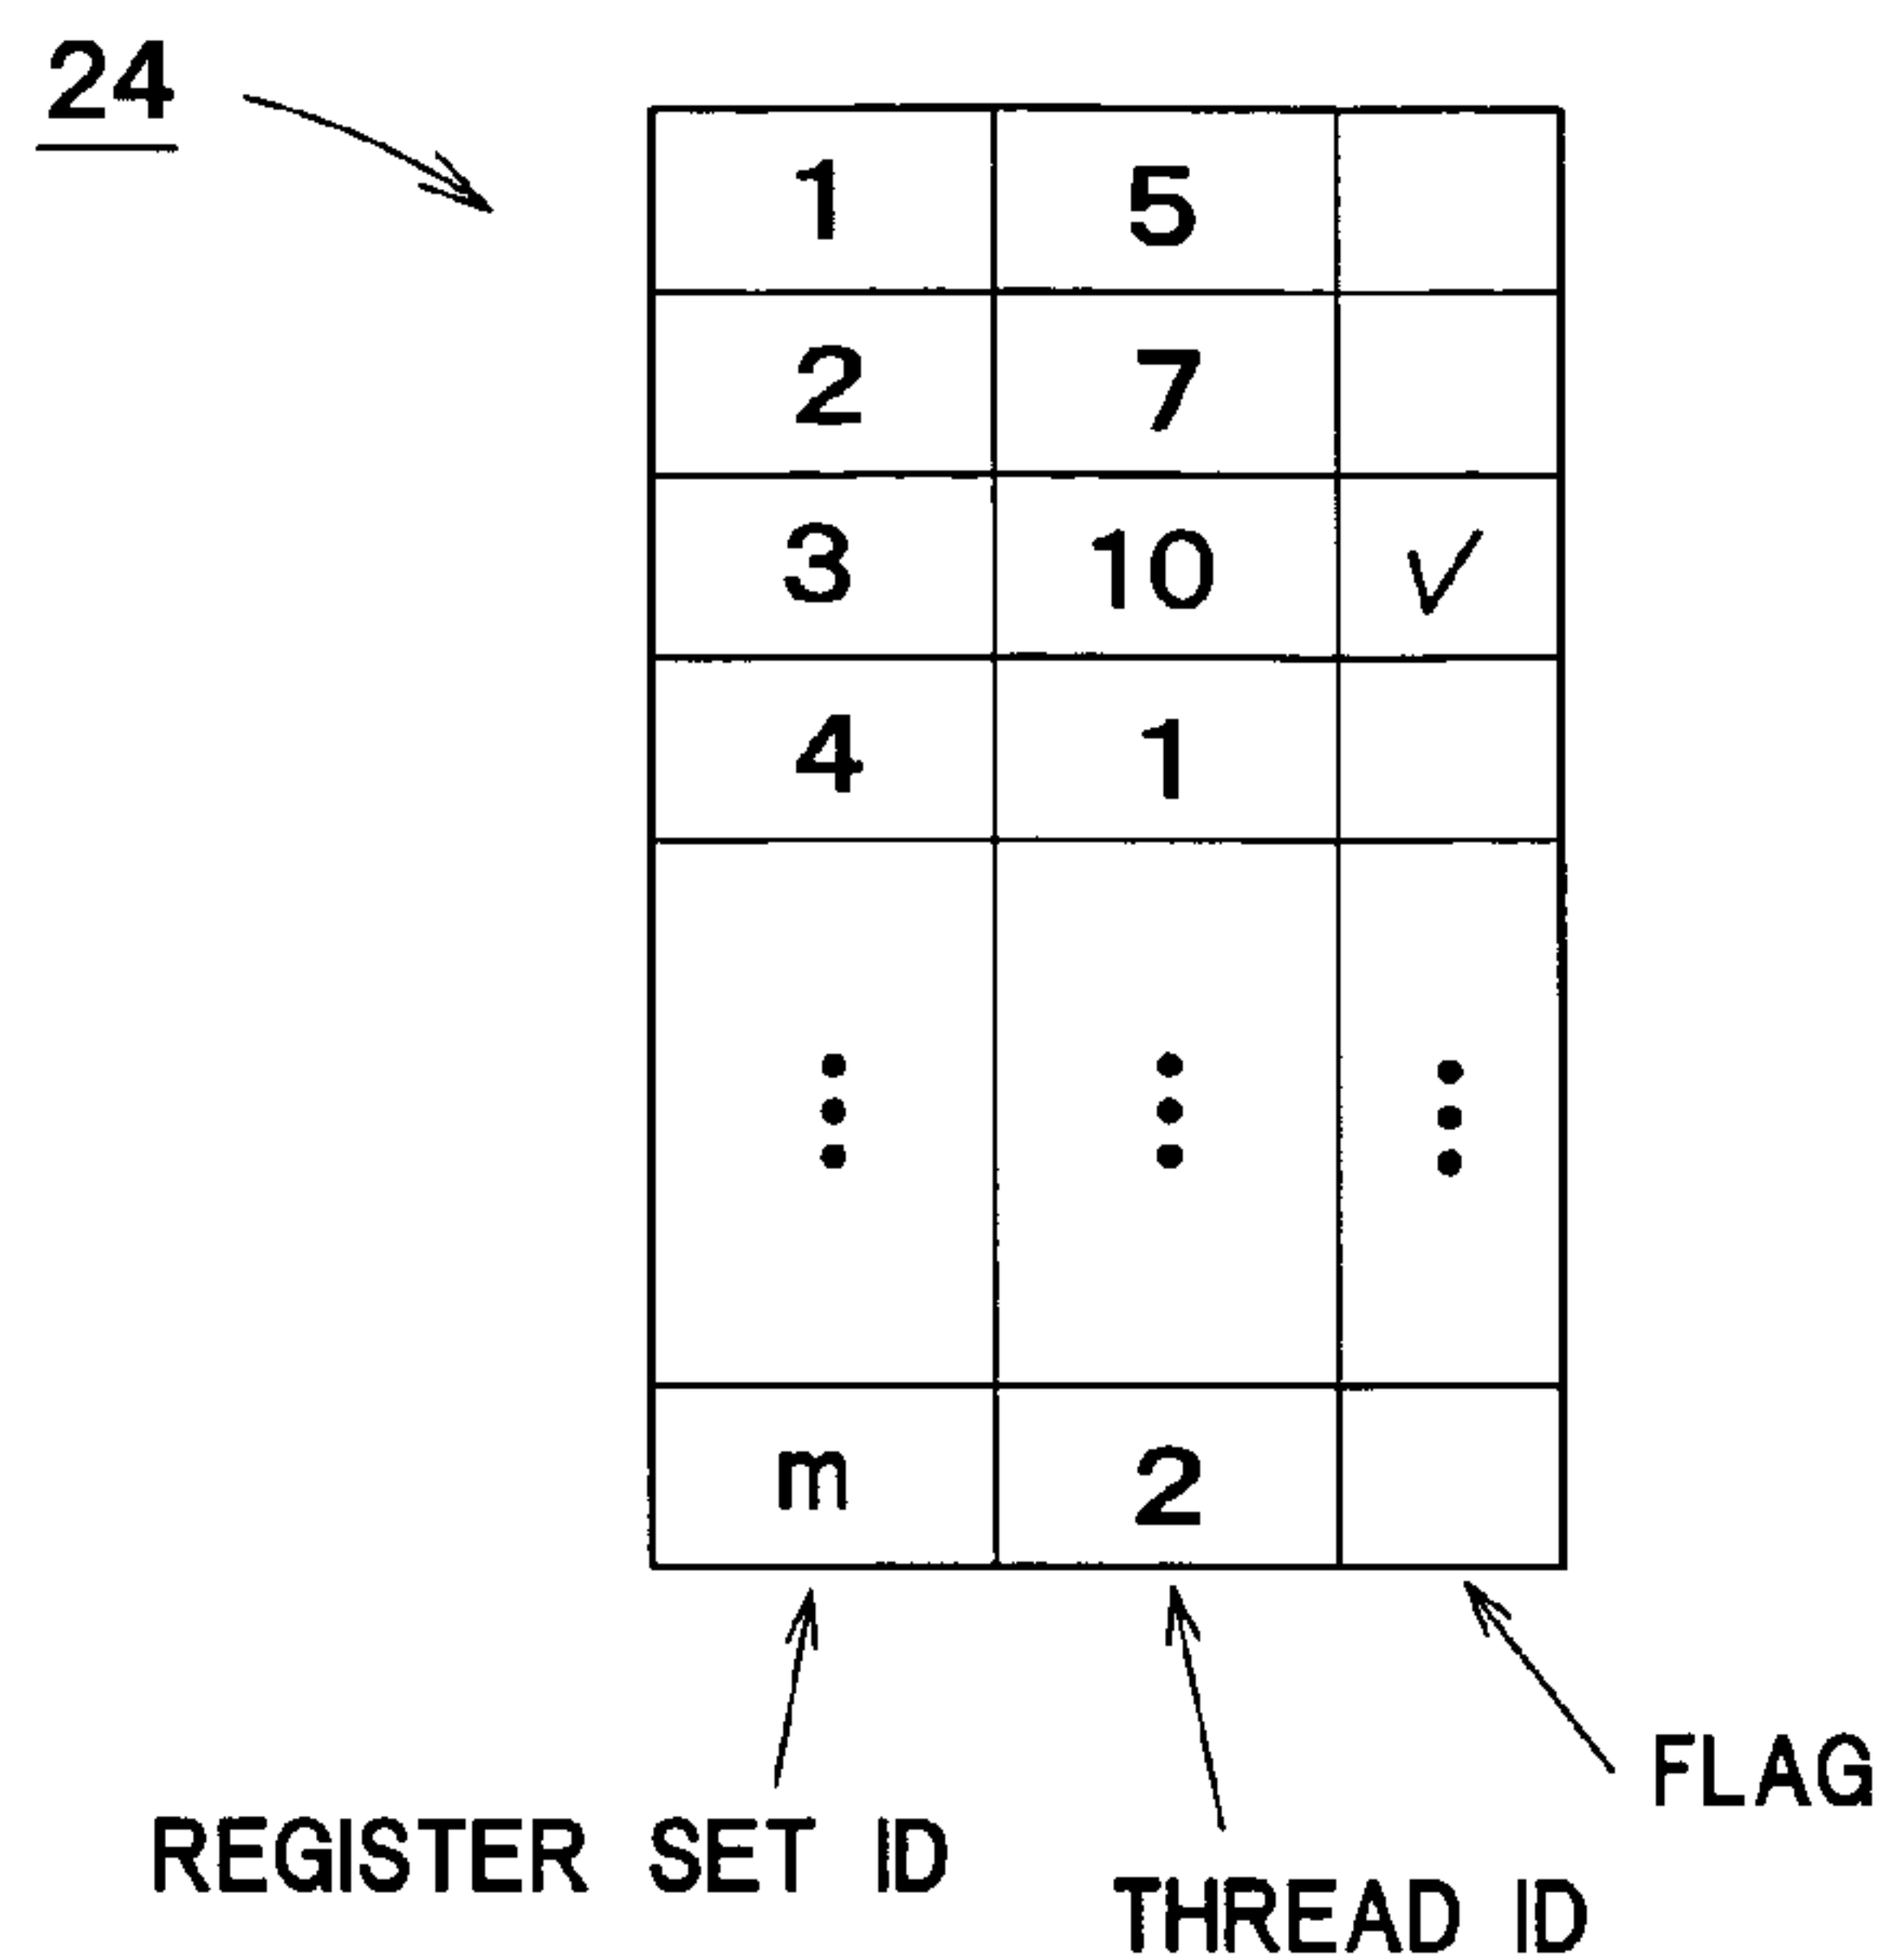 24
1 5
2 7
3 10 ✓
4 1
m 2
FLAG
REGISTER SET ID
THREAD ID